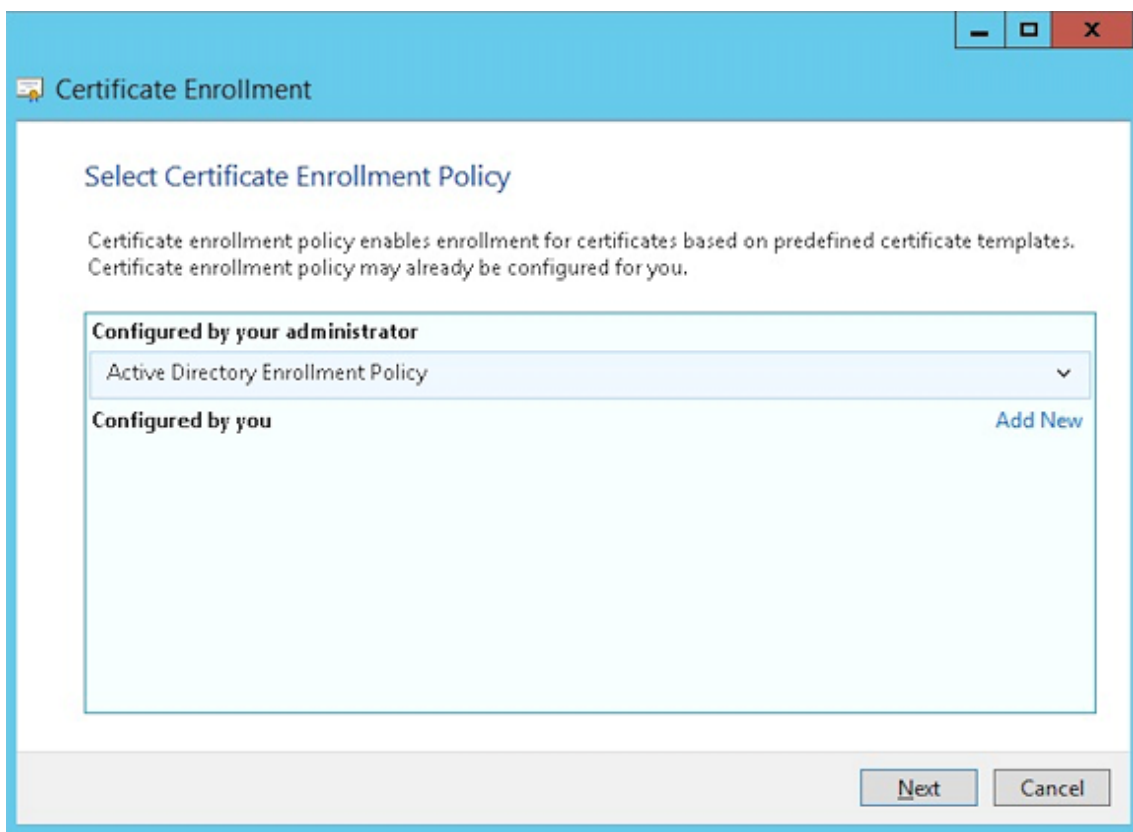 Certificate Enrollment
Select Certificate Enrollment Policy
Certificate enrollment policy enables enrollment for certificates based on predefined certificate templates.
Certificate enrollment policy may already be configured for you.
Configured by your administrator
Active Directory Enrollment Policy
Configured by you Add New
Next Cancel